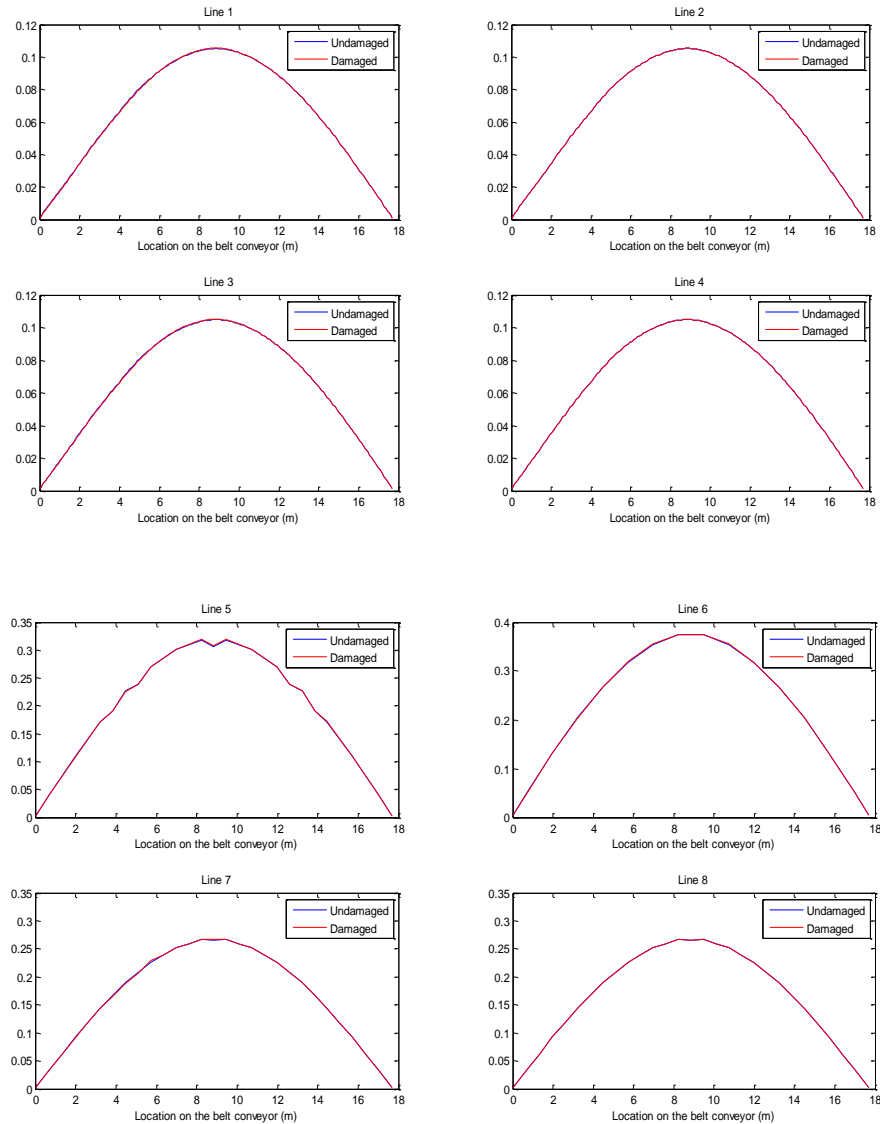 Line 1
0.12
0.1
0.08
0.06
0.04
0.02
0
Undamaged
Damaged
0 2 4 6 8 10 12 14 16 18
Location on the belt conveyor (m)
Line 2
0.12
0.1
0.08
0.06
0.04
0.02
0
Undamaged
Damaged
0 2 4 6 8 10 12 14 16 18
Location on the belt conveyor (m)
Line 3
0.12
0.1
0.08
0.06
0.04
0.02
0
Undamaged
Damaged
0 2 4 6 8 10 12 14 16 18
Location on the belt conveyor (m)
Line 4
0.12
0.1
0.08
0.06
0.04
0.02
0
Undamaged
Damaged
0 2 4 6 8 10 12 14 16 18
Location on the belt conveyor (m)
Line 5
0.35
0.3
0.25
0.2
0.15
0.1
0.05
0
Undamaged
Damaged
0 2 4 6 8 10 12 14 16 18
Location on the belt conveyor (m)
Line 6
0.4
0.3
0.2
0.1
0
Undamaged
Damaged
0 2 4 6 8 10 12 14 16 18
Location on the belt conveyor (m)
Line 7
0.35
0.3
0.25
0.2
0.15
0.1
0.05
0
Undamaged
Damaged
0 2 4 6 8 10 12 14 16 18
Location on the belt conveyor (m)
Line 8
0.35
0.3
0.25
0.2
0.15
0.1
0.05
0
Undamaged
Damaged
0 2 4 6 8 10 12 14 16 18
Location on the belt conveyor (m)